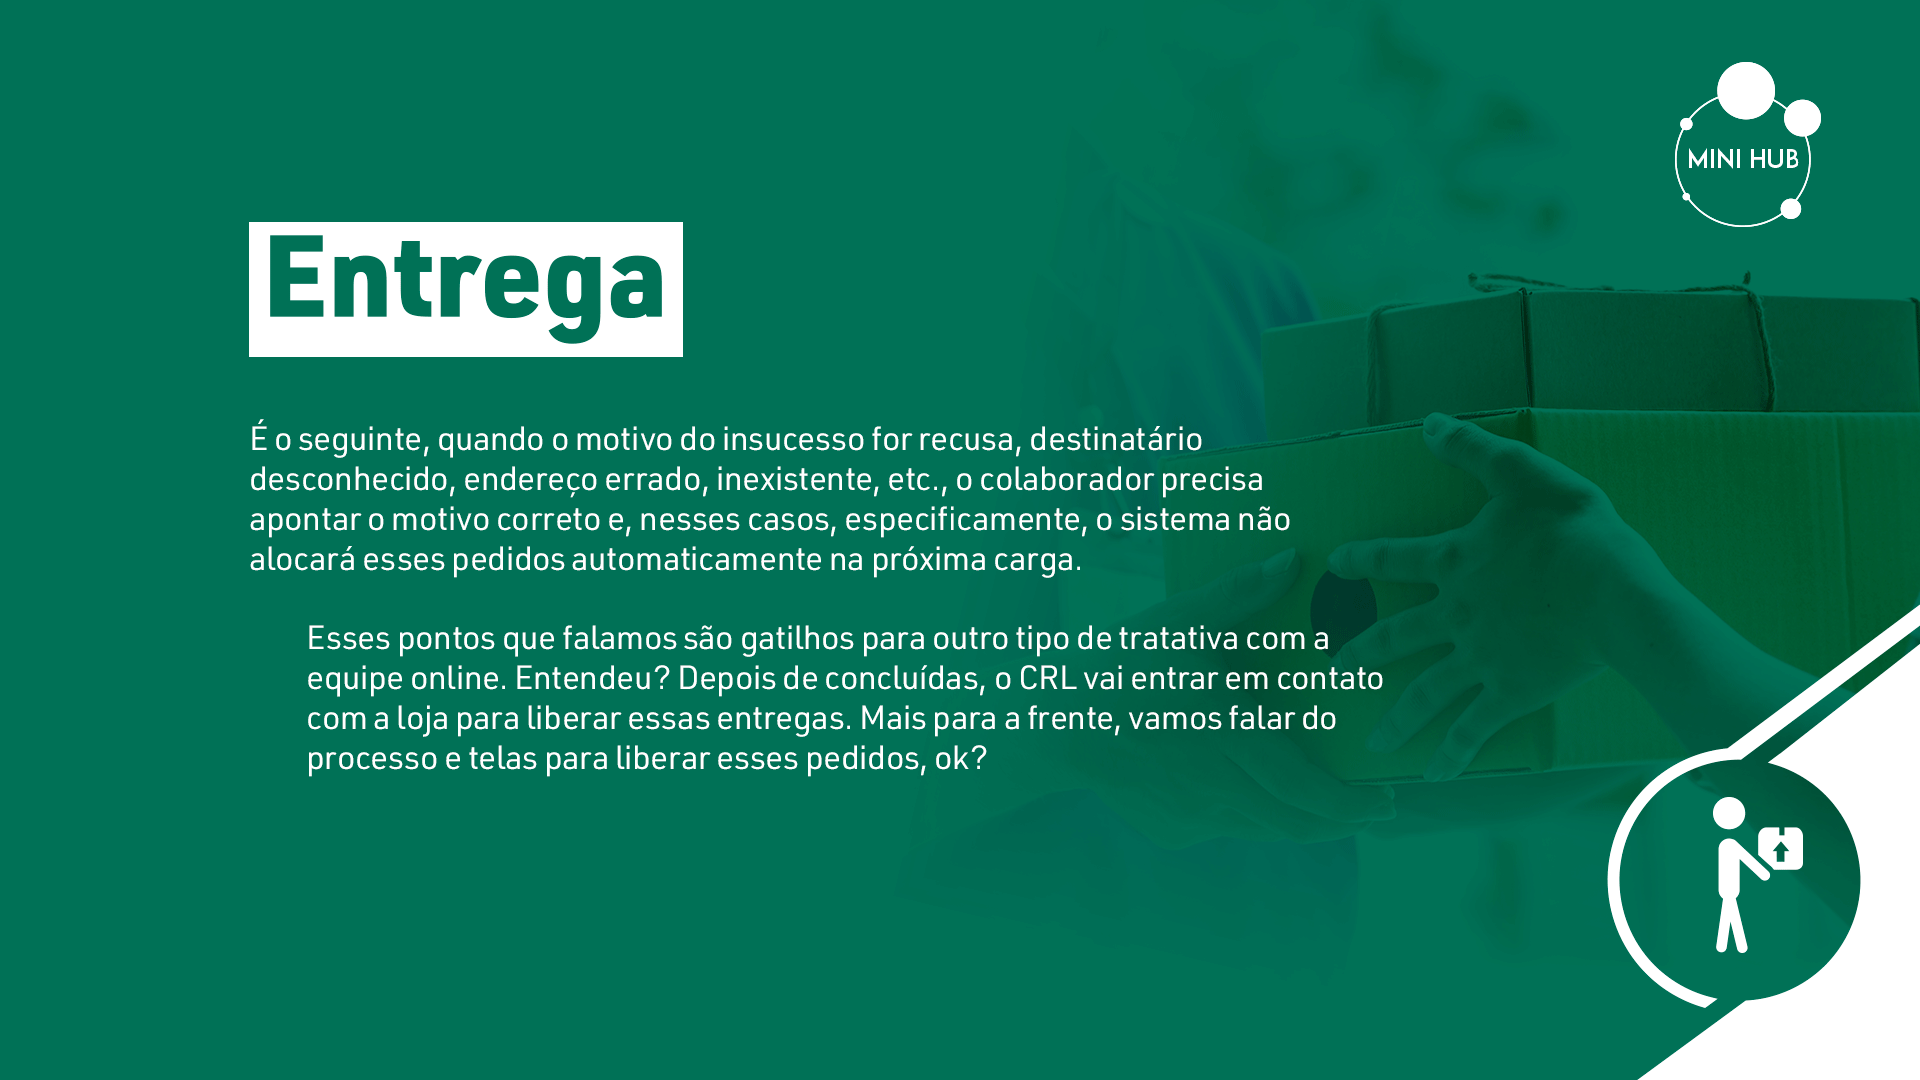 MINI HUB
Entrega
É o seguinte, quando o motivo do insucesso for recusa, destinatário
desconhecido, endereço errado, inexistente, etc., o colaborador precisa
apontar o motivo correto e, nesses casos, especificamente, o sistema não
alocará esses pedidos automaticamente na próxima carga.
Esses pontos que falamos são gatilhos para outro tipo de tratativa com a
equipe online. Entendeu? Depois de concluídas, o CRL vai entrar em contato
com a loja para liberar essas entregas. Mais para a frente, vamos falar do
processo e telas para liberar esses pedidos, ok?